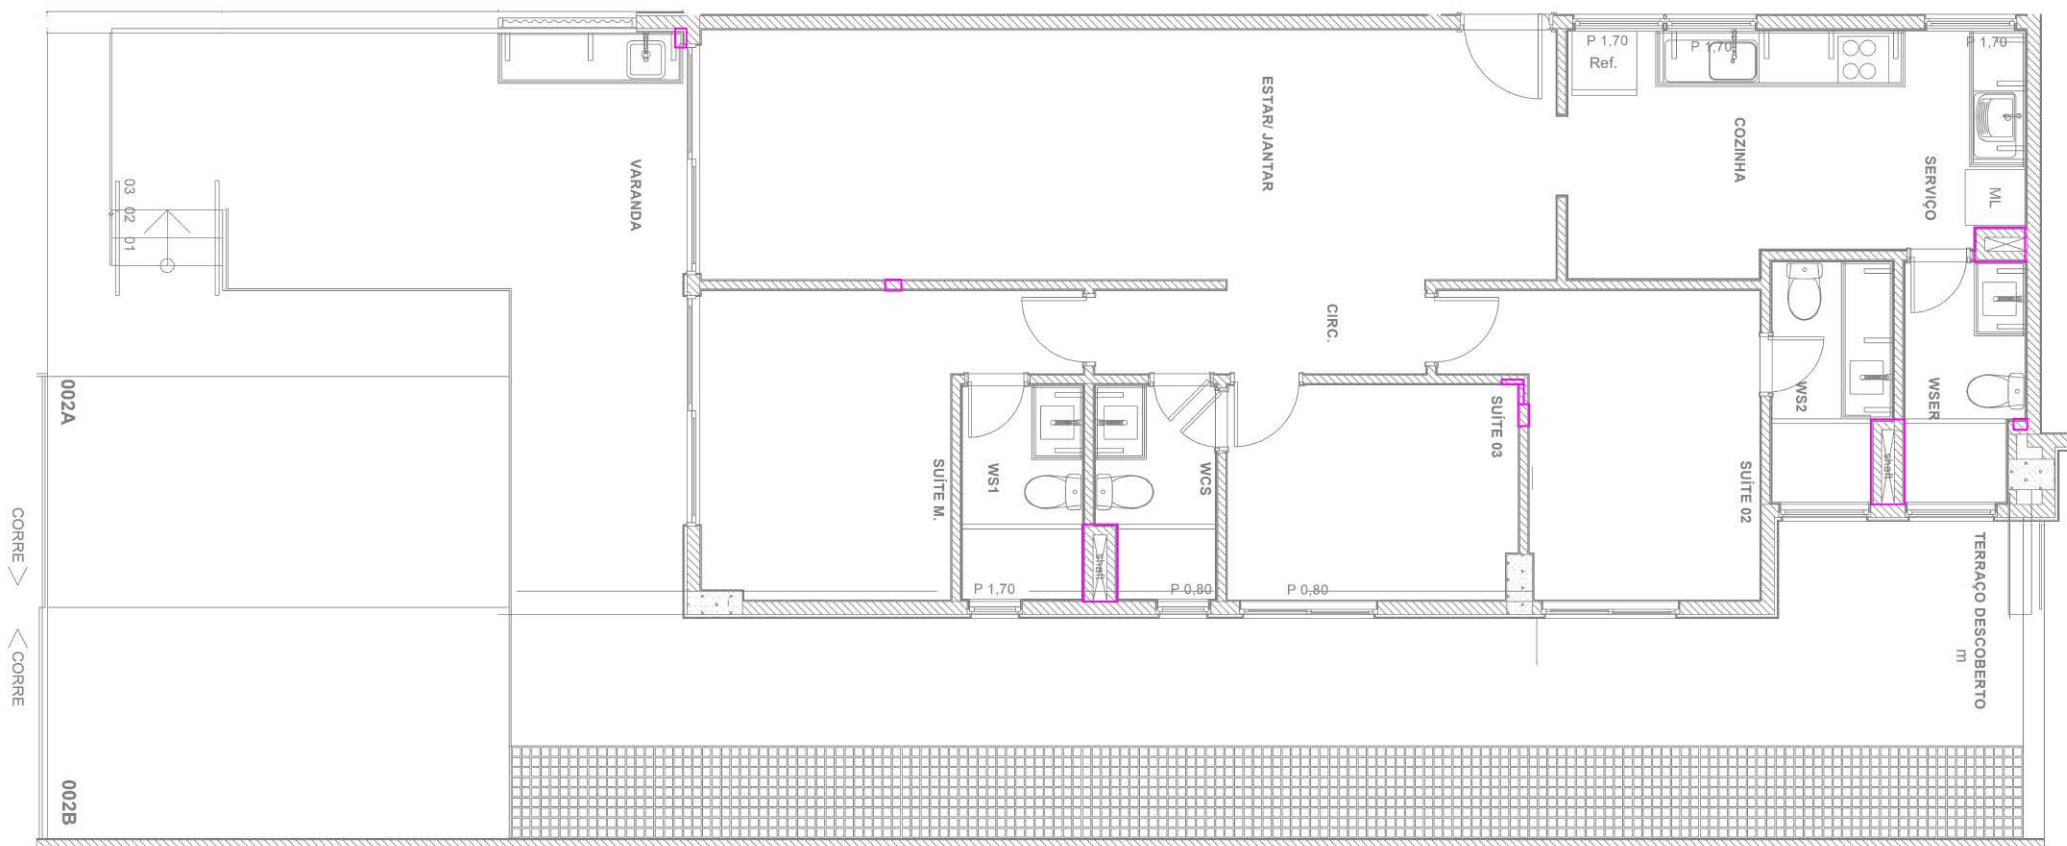 P 1,70
Ref.
P 1,70
P 1,70
ESTAR/ JANTAR
COZINHA
SERVIÇO
ML
VARANDA
03
02
01
CIRC.
002A
SUÍTE M.
WS1
WCS
SUÍTE 03
SUÍTE 02
WS2
WSER
shaft
shaft
P 1,70
P 0,80
P 0,80
TERRAÇO DESCOBERTO
m
CORRE >
< CORRE
002B